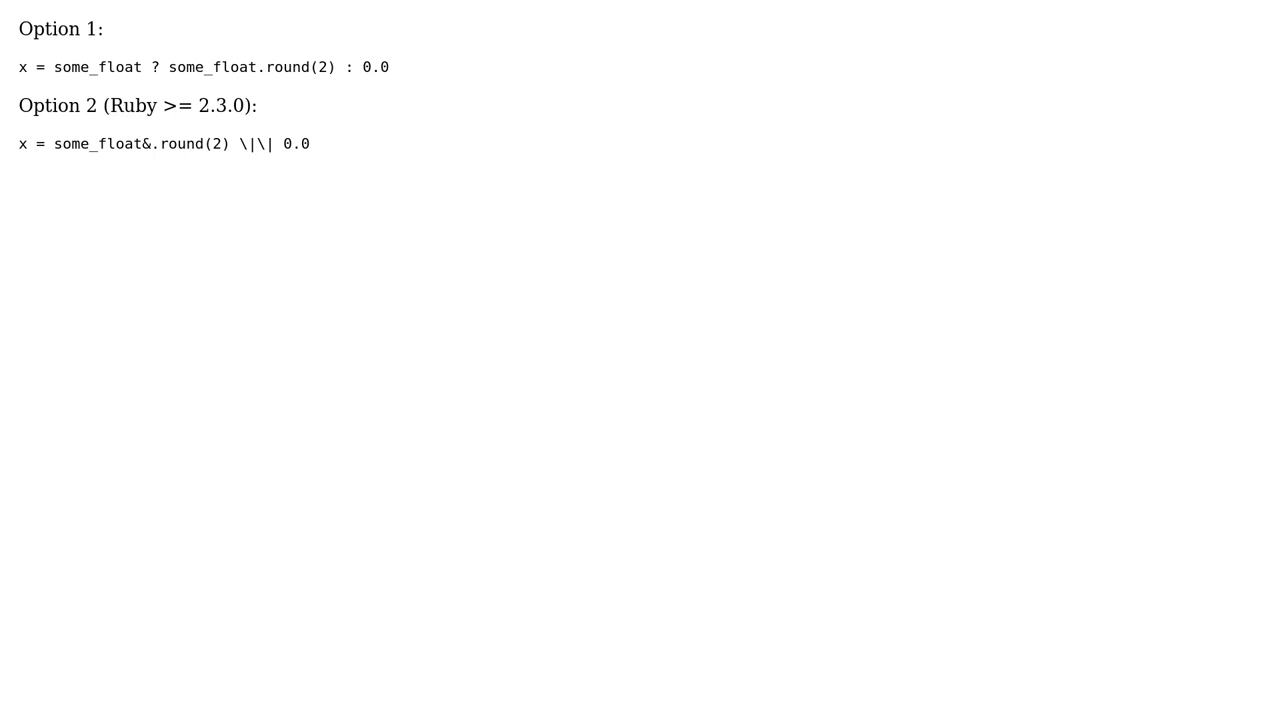 Option 1:
x = some_float ? some_float.round(2) : 0.0
Option 2 (Ruby >= 2.3.0):
x = some_float&.round(2) \|\| 0.0